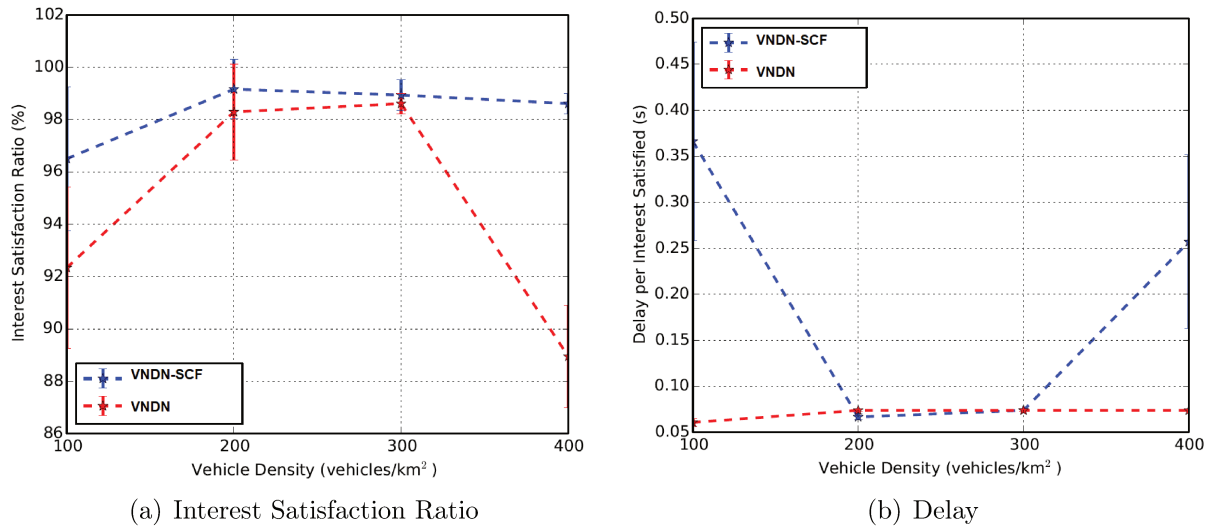 102
100
98
96
94
92
90
88
86
Interest Satisfaction Ratio (%)
VNDN-SCF
VNDN
100 200 300 400
Vehicle Density (vehicles/km²)
(a) Interest Satisfaction Ratio
0.50
0.45
0.40
0.35
0.30
0.25
0.20
0.15
0.10
0.05
Delay per Interest Satisfied (s)
VNDN-SCF
VNDN
100 200 300 400
Vehicle Density (vehicles/km²)
(b) Delay